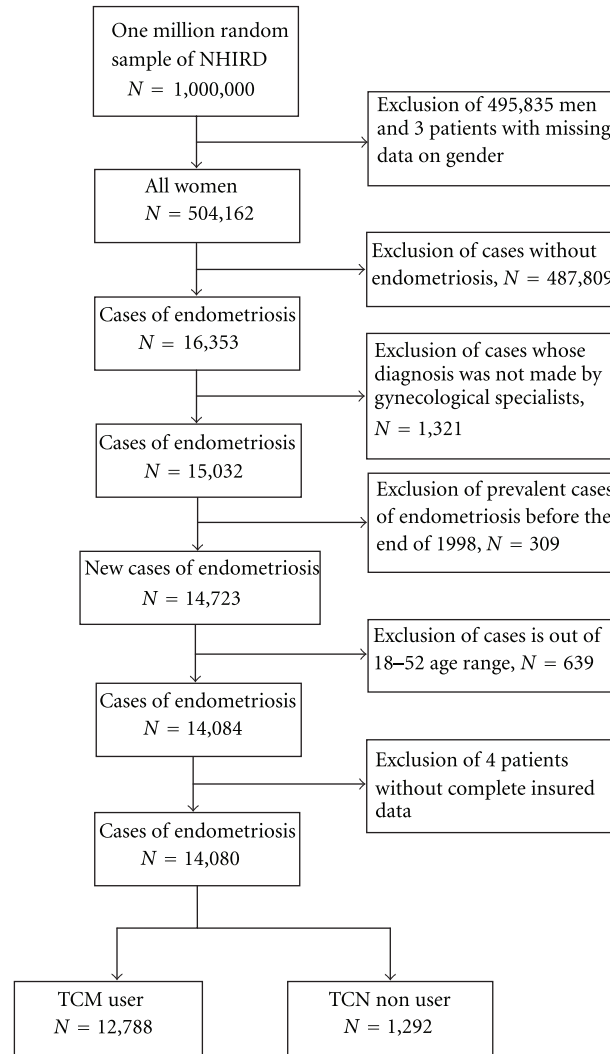 One million random
sample of NHIRD
N = 1,000,000
Exclusion of 495,835 men
and 3 patients with missing
data on gender
All women
N = 504,162
Exclusion of cases without
endometriosis, N = 487,809
Cases of endometriosis
N = 16,353
Exclusion of cases whose
diagnosis was not made by
gynecological specialists,
N = 1,321
Cases of endometriosis
N = 15,032
Exclusion of prevalent cases
of endometriosis before the
end of 1998, N = 309
New cases of endometriosis
N = 14,723
Exclusion of cases is out of
18–52 age range, N = 639
Cases of endometriosis
N = 14,084
Exclusion of 4 patients
without complete insured
data
Cases of endometriosis
N = 14,080
TCM user
N = 12,788
TCN non user
N = 1,292